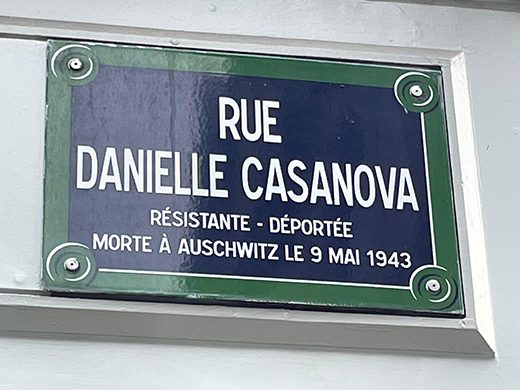 RUE
DANIELLE CASANOVA
RÉSISTANTE - DÉPORTÉE
MORTE À AUSCHWITZ LE 9 MAI 1943